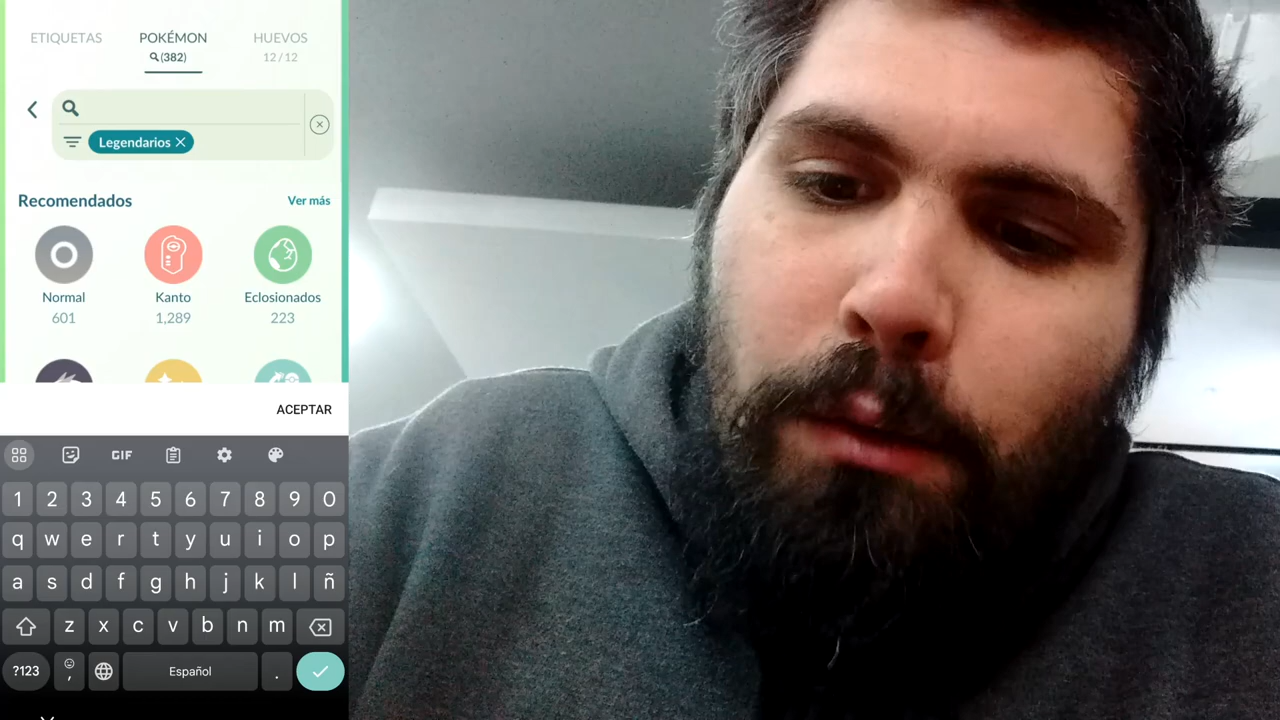 ETIQUETAS
POKÉMON
(382)
HUEVOS
12 / 12
Legendarios
Recomendados
Ver más
Normal
601
Kanto
1,289
Eclosionados
223
ACEPTAR
GIF
1 2 3 4 5 6 7 8 9 0
q w e r t y u i o p
a s d f g h j k l ñ
z x c v b n m
?123 , Español .